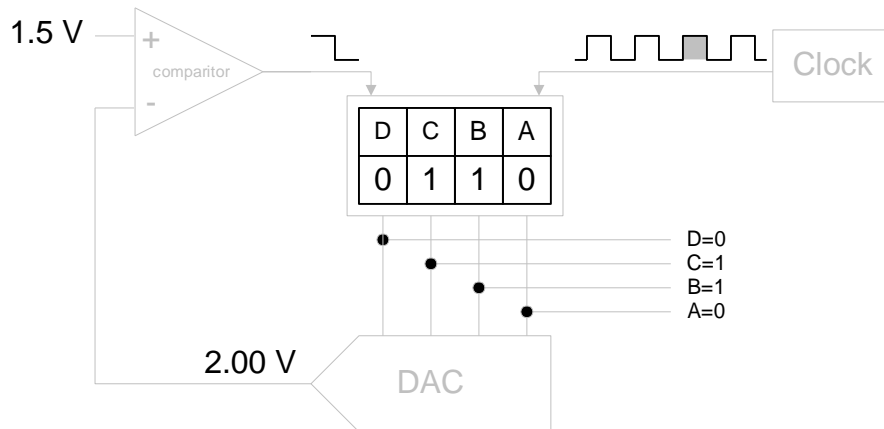 1.5 V
+
comparitor
-
Clock
D C B A
0 1 1 0
D=0
C=1
B=1
A=0
2.00 V
DAC